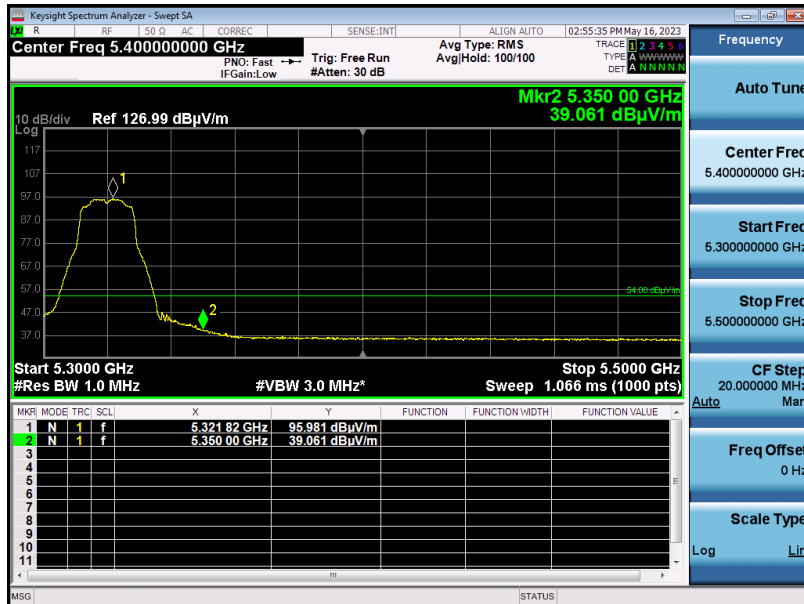 Keysight Spectrum Analyzer - Swept SA
LXI R RF 50 Ω AC CORREC SENSE:INT ALIGN AUTO 02:55:35 PM May 16, 2023
Center Freq 5.400000000 GHz
PNO: Fast
IFGain:Low
Trig: Free Run
#Atten: 30 dB
Avg Type: RMS
Avg|Hold: 100/100
TRACE 1 2 3 4 5 6
TYPE A WWWWW
DET A N N N N N
Mkr2 5.350 00 GHz
39.061 dBµV/m
10 dB/div Ref 126.99 dBµV/m
Log
117
107
97.0
87.0
77.0
67.0
57.0
47.0
37.0
1
2
54.00 dBµV/m
Start 5.3000 GHz Stop 5.5000 GHz
#Res BW 1.0 MHz #VBW 3.0 MHz* Sweep 1.066 ms (1000 pts)
MKR MODE TRC SCL X Y FUNCTION FUNCTION WIDTH FUNCTION VALUE
1 N 1 f 5.321 82 GHz 95.981 dBµV/m
2 N 1 f 5.350 00 GHz 39.061 dBµV/m
3
4
5
6
7
8
9
10
11
MSG STATUS
Frequency
Auto Tune
Center Freq
5.400000000 GHz
Start Freq
5.300000000 GHz
Stop Freq
5.500000000 GHz
CF Step
20.000000 MHz
Auto Man
Freq Offset
0 Hz
Scale Type
Log Lin